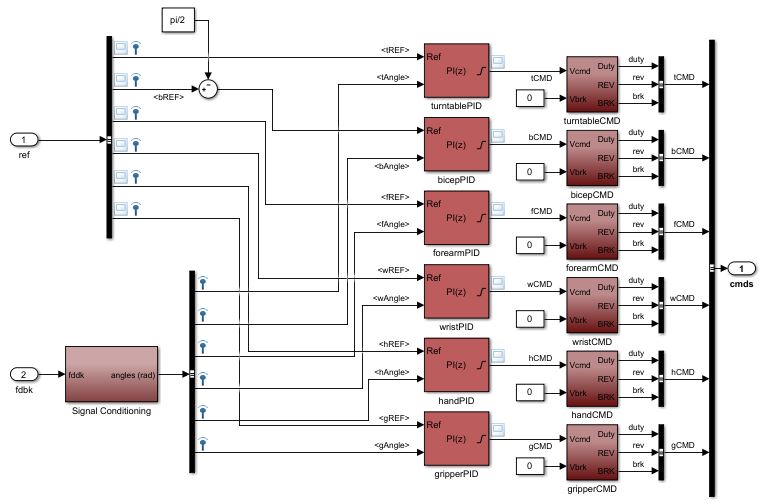 pi/2
<tREF>
Ref
PI(z)
<tAngle>
turntablePID
tCMD
0
Vcmd
Vbrk
Duty
REV
BRK
turntableCMD
duty
rev
brk
tCMD
<bREF>
+
−
1
ref
Ref
PI(z)
<bAngle>
bicepPID
bCMD
0
Vcmd
Vbrk
Duty
REV
BRK
bicepCMD
duty
rev
brk
bCMD
<fREF>
Ref
PI(z)
<fAngle>
forearmPID
fCMD
0
Vcmd
Vbrk
Duty
REV
BRK
forearmCMD
duty
rev
brk
fCMD
1
cmds
<wREF>
Ref
PI(z)
<wAngle>
wristPID
wCMD
0
Vcmd
Vbrk
Duty
REV
BRK
wristCMD
duty
rev
brk
wCMD
2
fdbk
fddk
angles (rad)
Signal Conditioning
<hREF>
Ref
PI(z)
<hAngle>
handPID
hCMD
0
Vcmd
Vbrk
Duty
REV
BRK
handCMD
duty
rev
brk
hCMD
<gREF>
Ref
PI(z)
<gAngle>
gripperPID
gCMD
0
Vcmd
Vbrk
Duty
REV
BRK
gripperCMD
duty
rev
brk
gCMD